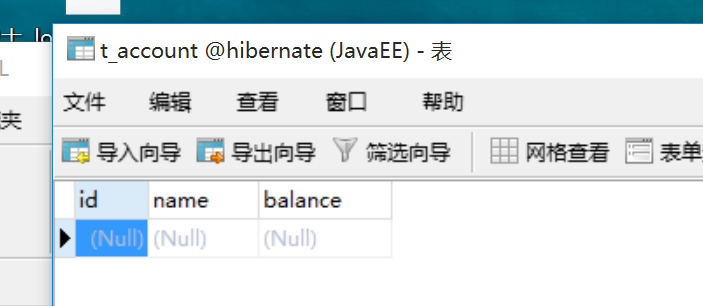 L
夹
t_account @hibernate (JavaEE) - 表
文件 编辑 查看 窗口 帮助
导入向导 导出向导 筛选向导 网格查看 表单
id name balance
(Null) (Null) (Null)